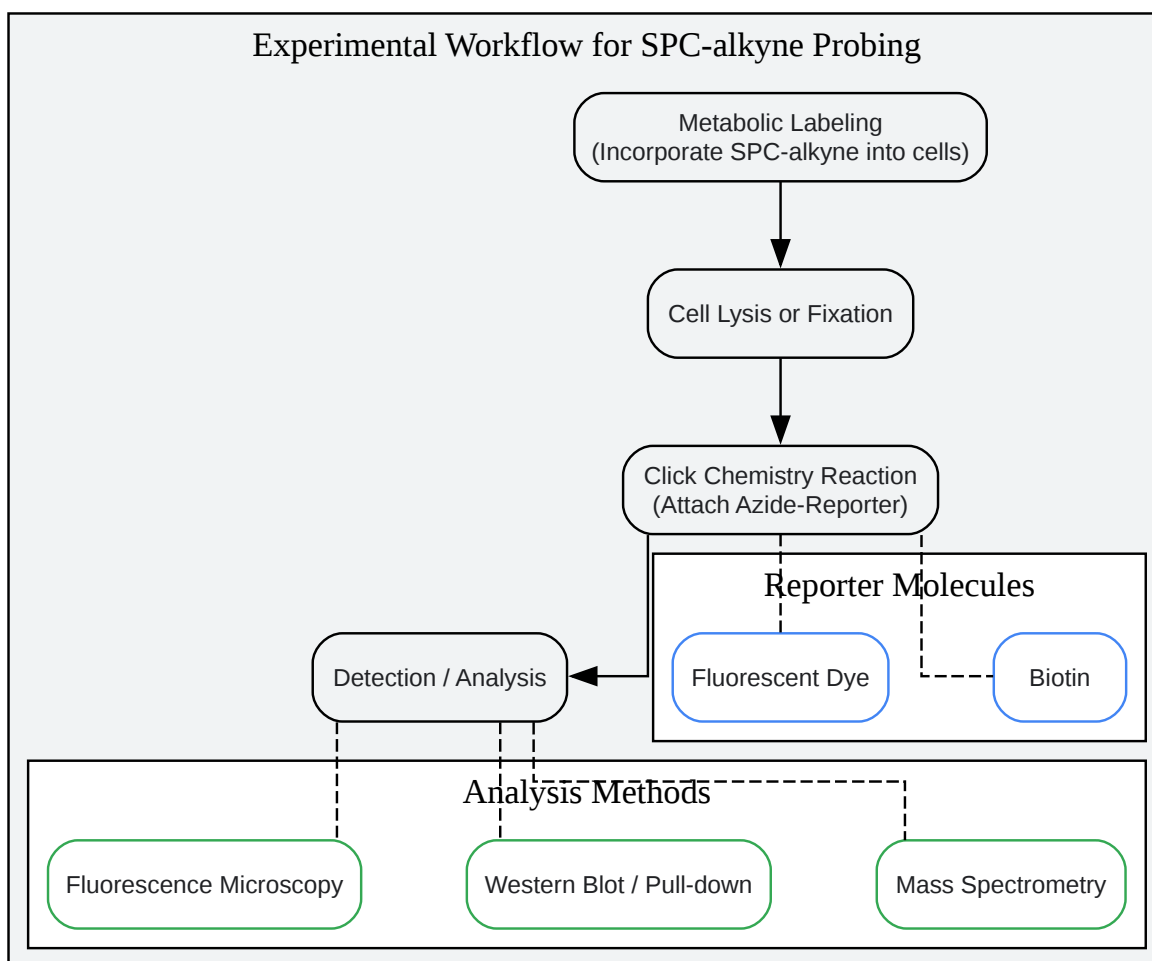 Experimental Workflow for SPC-alkyne Probing
Metabolic Labeling
(Incorporate SPC-alkyne into cells)
Cell Lysis or Fixation
Click Chemistry Reaction
(Attach Azide-Reporter)
Reporter Molecules
Detection / Analysis
Fluorescent Dye
Biotin
Analysis Methods
Fluorescence Microscopy
Western Blot / Pull-down
Mass Spectrometry